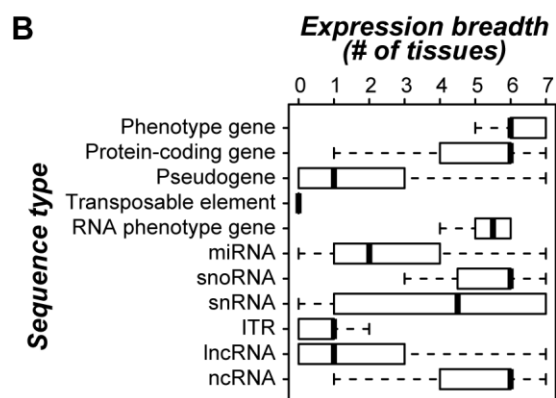 B
Expression breadth
(# of tissues)
0 1 2 3 4 5 6 7
Sequence type
Phenotype gene
Protein-coding gene
Pseudogene
Transposable element
RNA phenotype gene
miRNA
snoRNA
snRNA
ITR
lncRNA
ncRNA